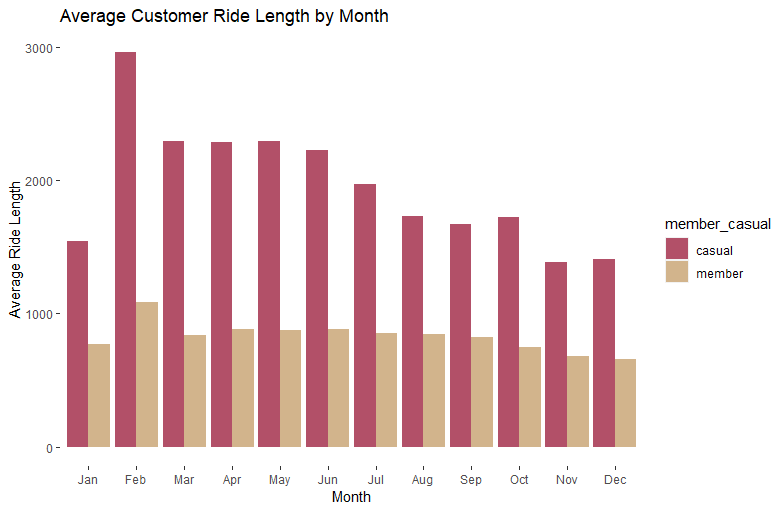 Average Customer Ride Length by Month
Average Ride Length
3000
2000
1000
0
Jan Feb Mar Apr May Jun Jul Aug Sep Oct Nov Dec
Month
member_casual
casual
member